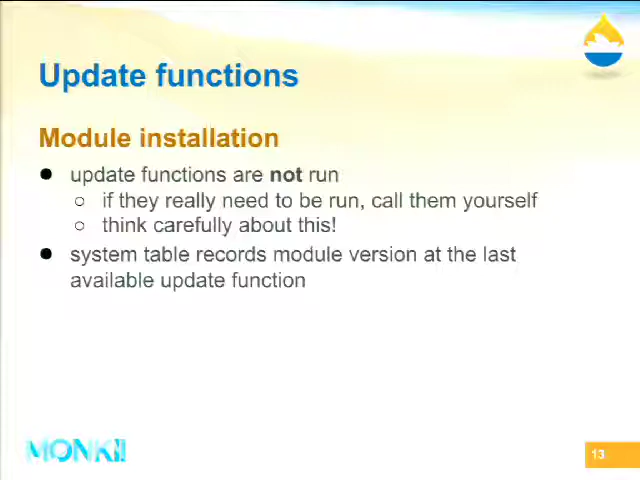 Update functions
Module installation
● update functions are not run
○ if they really need to be run, call them yourself
○ think carefully about this!
● system table records module version at the last
available update function
MONKII
13